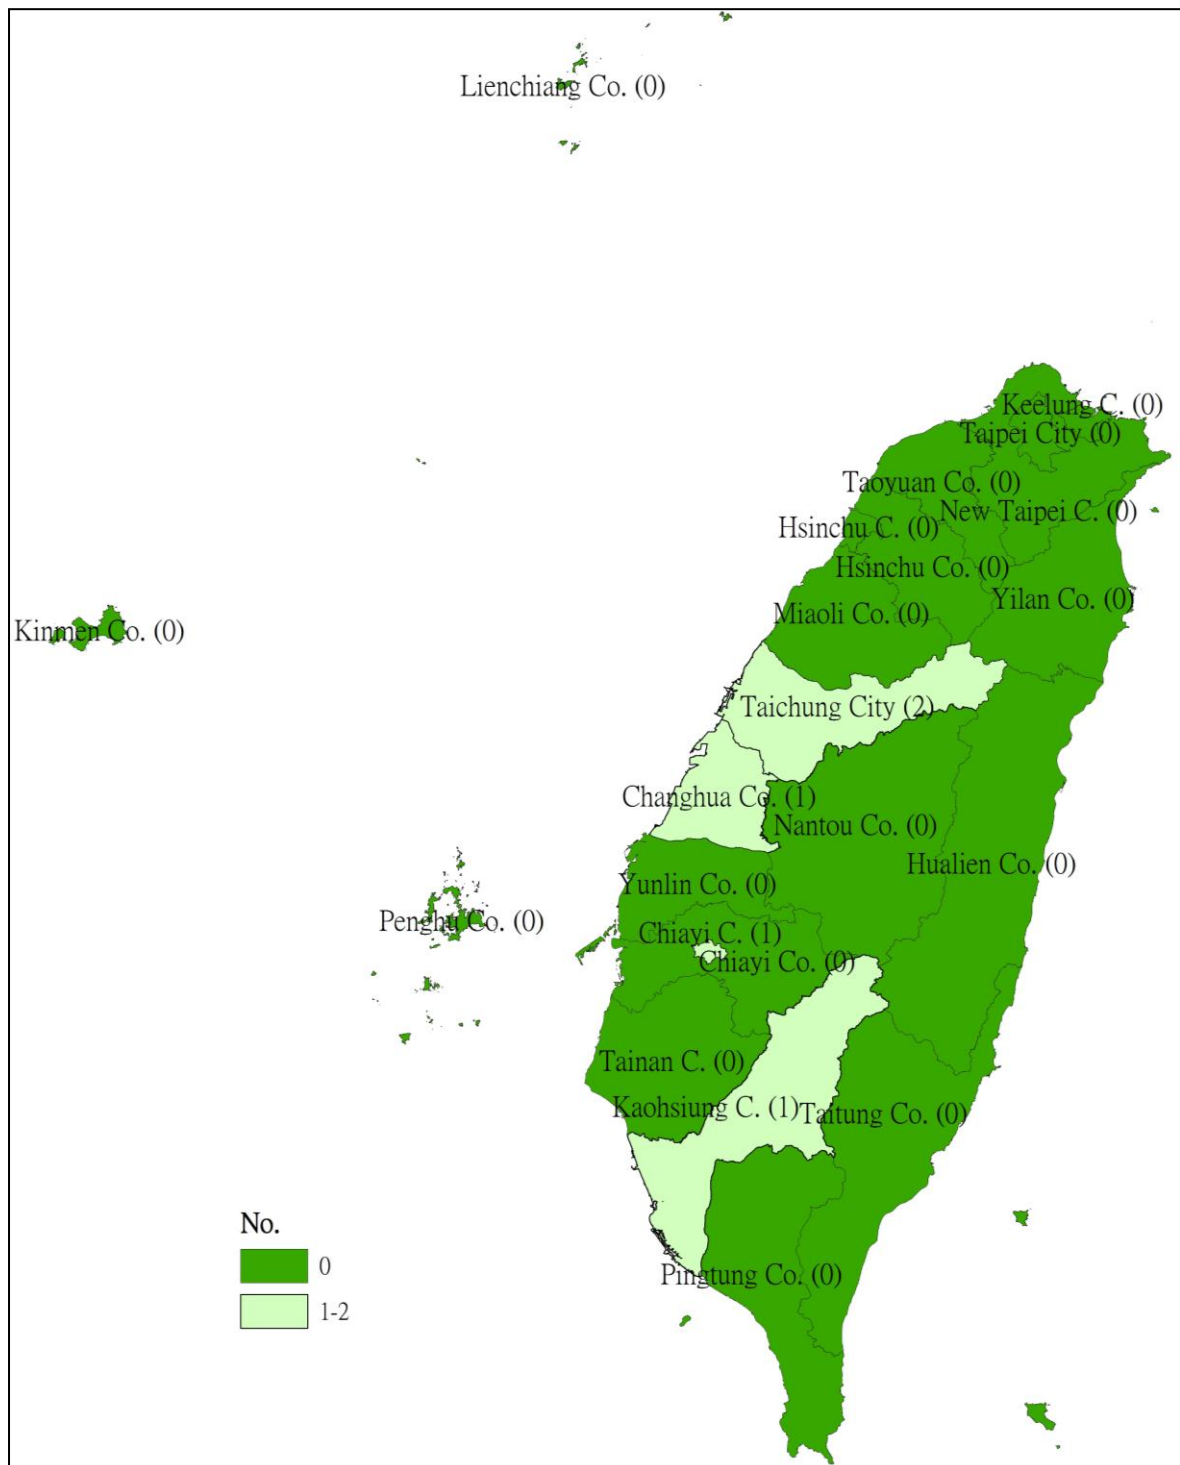 Lienchiang Co. (0)
Keelung C. (0)
Taipei City (0)
Taoyuan Co. (0)
New Taipei C. (0)
Hsinchu C. (0)
Hsinchu Co. (0)
Yilan Co. (0)
Miaoli Co. (0)
Kinmen Co. (0)
Taichung City (2)
Changhua Co. (1)
Nantou Co. (0)
Hualien Co. (0)
Yunlin Co. (0)
Penghu Co. (0)
Chiayi C. (1)
Chiayi Co. (0)
Tainan C. (0)
Kaohsiung C. (1)
Taitung Co. (0)
Pingtung Co. (0)
No.
0
1-2